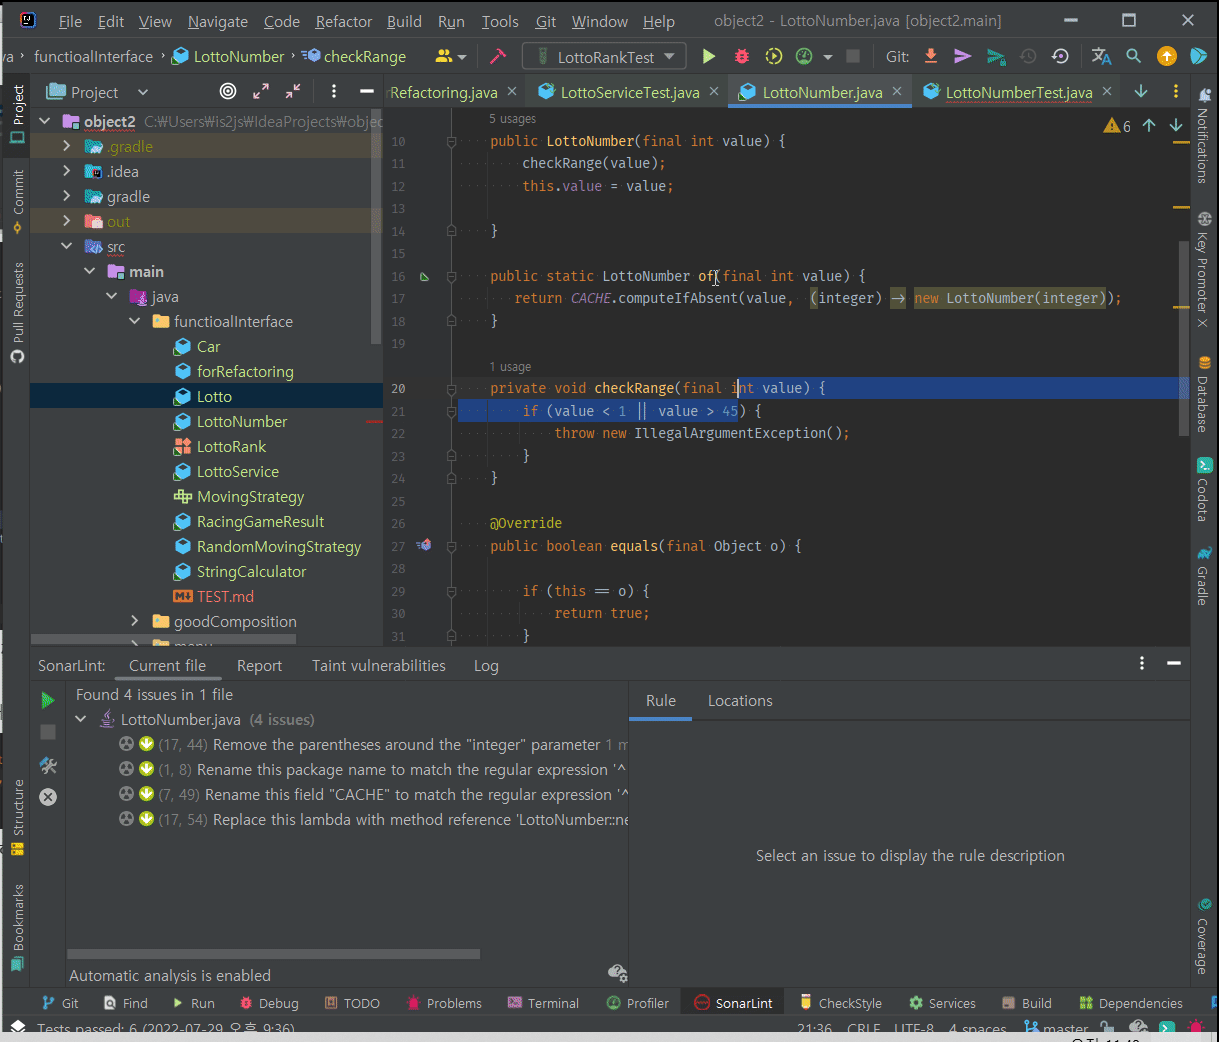 File Edit View Navigate Code Refactor Build Run Tools Git Window Help object2 - LottoNumber.java [object2.main]
va › functioalInterface › LottoNumber › checkRange LottoRankTest Git:
Project
Refactoring.java LottoServiceTest.java LottoNumber.java LottoNumberTest.java
object2 C:₩Users₩is2js₩IdeaProjects₩objec
.gradle
.idea
gradle
out
src
main
java
functioalInterface
Car
forRefactoring
Lotto
LottoNumber
LottoRank
LottoService
MovingStrategy
RacingGameResult
RandomMovingStrategy
StringCalculator
TEST.md
goodComposition
5 usages
6
10 public LottoNumber(final int value) {
11 checkRange(value);
12 this.value = value;
13
14 }
15
16 public static LottoNumber of(final int value) {
17 return CACHE.computeIfAbsent(value, (integer) → new LottoNumber(integer));
18 }
19
1 usage
20 private void checkRange(final int value) {
21 if (value < 1 || value > 45) {
22 throw new IllegalArgumentException();
23 }
24 }
25
26 @Override
27 public boolean equals(final Object o) {
28
29 if (this == o) {
30 return true;
31 }
Project
Commit
Pull Requests
Structure
Bookmarks
Notifications
Key Promoter X
Database
Codota
Gradle
Coverage
SonarLint: Current file Report Taint vulnerabilities Log
Found 4 issues in 1 file
LottoNumber.java (4 issues)
(17, 44) Remove the parentheses around the "integer" parameter 1 m
(1, 8) Rename this package name to match the regular expression '^
(7, 49) Rename this field "CACHE" to match the regular expression '^
(17, 54) Replace this lambda with method reference 'LottoNumber::ne
Automatic analysis is enabled
Rule Locations
Select an issue to display the rule description
Git Find Run Debug TODO Problems Terminal Profiler SonarLint CheckStyle Services Build Dependencies
Tests passed: 6 (2022-07-29 오후 9:36) 21:36 CRLF UTF-8 4 spaces master